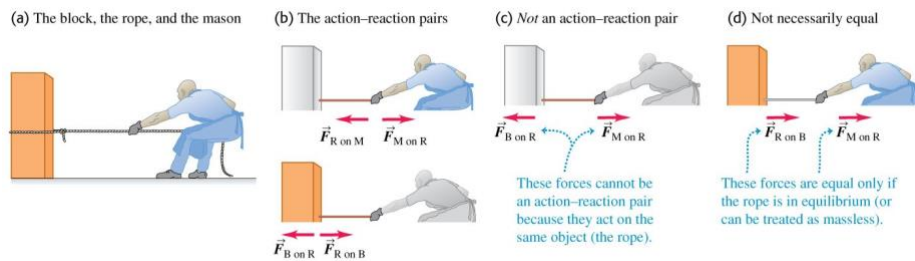 (a) The block, the rope, and the mason
(b) The action–reaction pairs
F⃗ R on M F⃗ M on R
F⃗ B on R F⃗ R on B
(c) Not an action–reaction pair
F⃗ B on R F⃗ M on R
These forces cannot be
an action–reaction pair
because they act on the
same object (the rope).
(d) Not necessarily equal
F⃗ R on B F⃗ M on R
These forces are equal only if
the rope is in equilibrium (or
can be treated as massless).